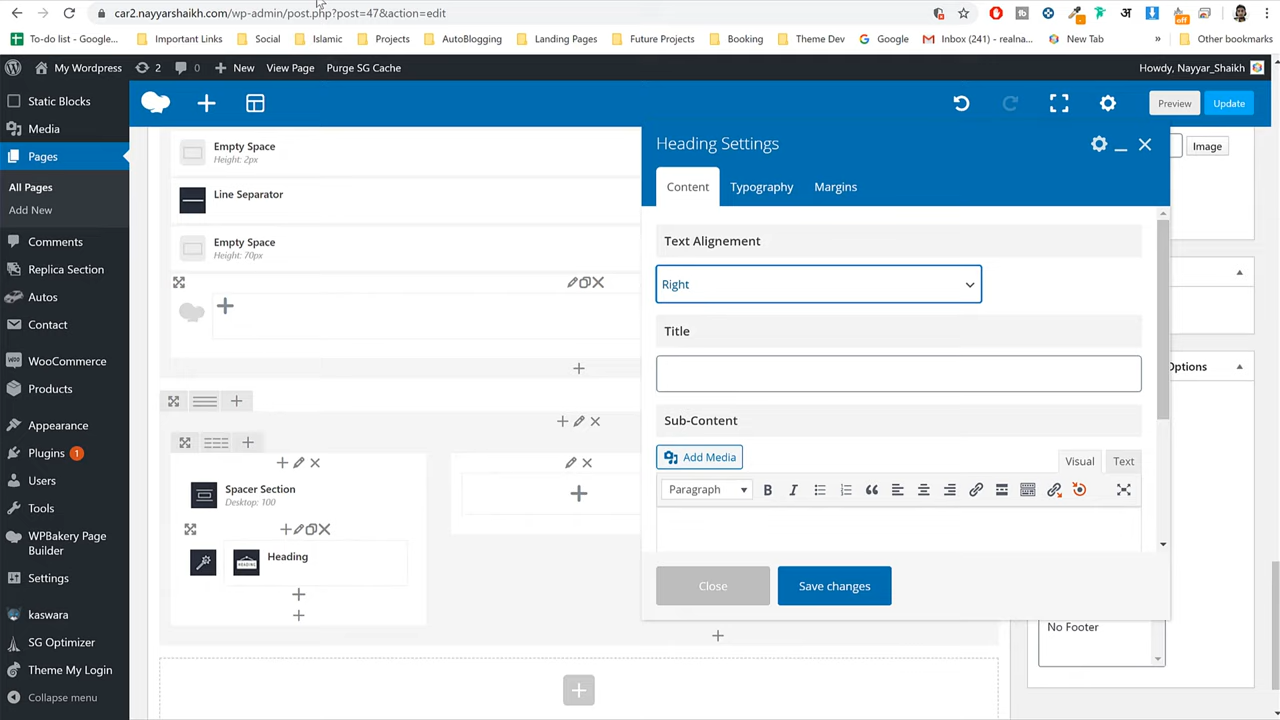 car2.nayyarshaikh.com/wp-admin/post.php?post=47&action=edit
To-do list - Google...
Important Links
Social
Islamic
Projects
AutoBlogging
Landing Pages
Future Projects
Booking
Theme Dev
Google
Inbox (241) - realna...
New Tab
»
Other bookmarks
My Wordpress
2
0
New
View Page
Purge SG Cache
Howdy, Nayyar_Shaikh
Static Blocks
Media
Pages
All Pages
Add New
Comments
Replica Section
Autos
Contact
WooCommerce
Products
Appearance
Plugins 1
Users
Tools
WPBakery Page
Builder
Settings
kaswara
SG Optimizer
Theme My Login
Collapse menu
Preview
Update
Empty Space
Height: 2px
Line Separator
Empty Space
Height: 70px
Spacer Section
Desktop: 100
Heading
Heading Settings
Content
Typography
Margins
Text Alignement
Right
Title
Sub-Content
Add Media
Visual
Text
Paragraph
Close
Save changes
Image
Options
No Footer